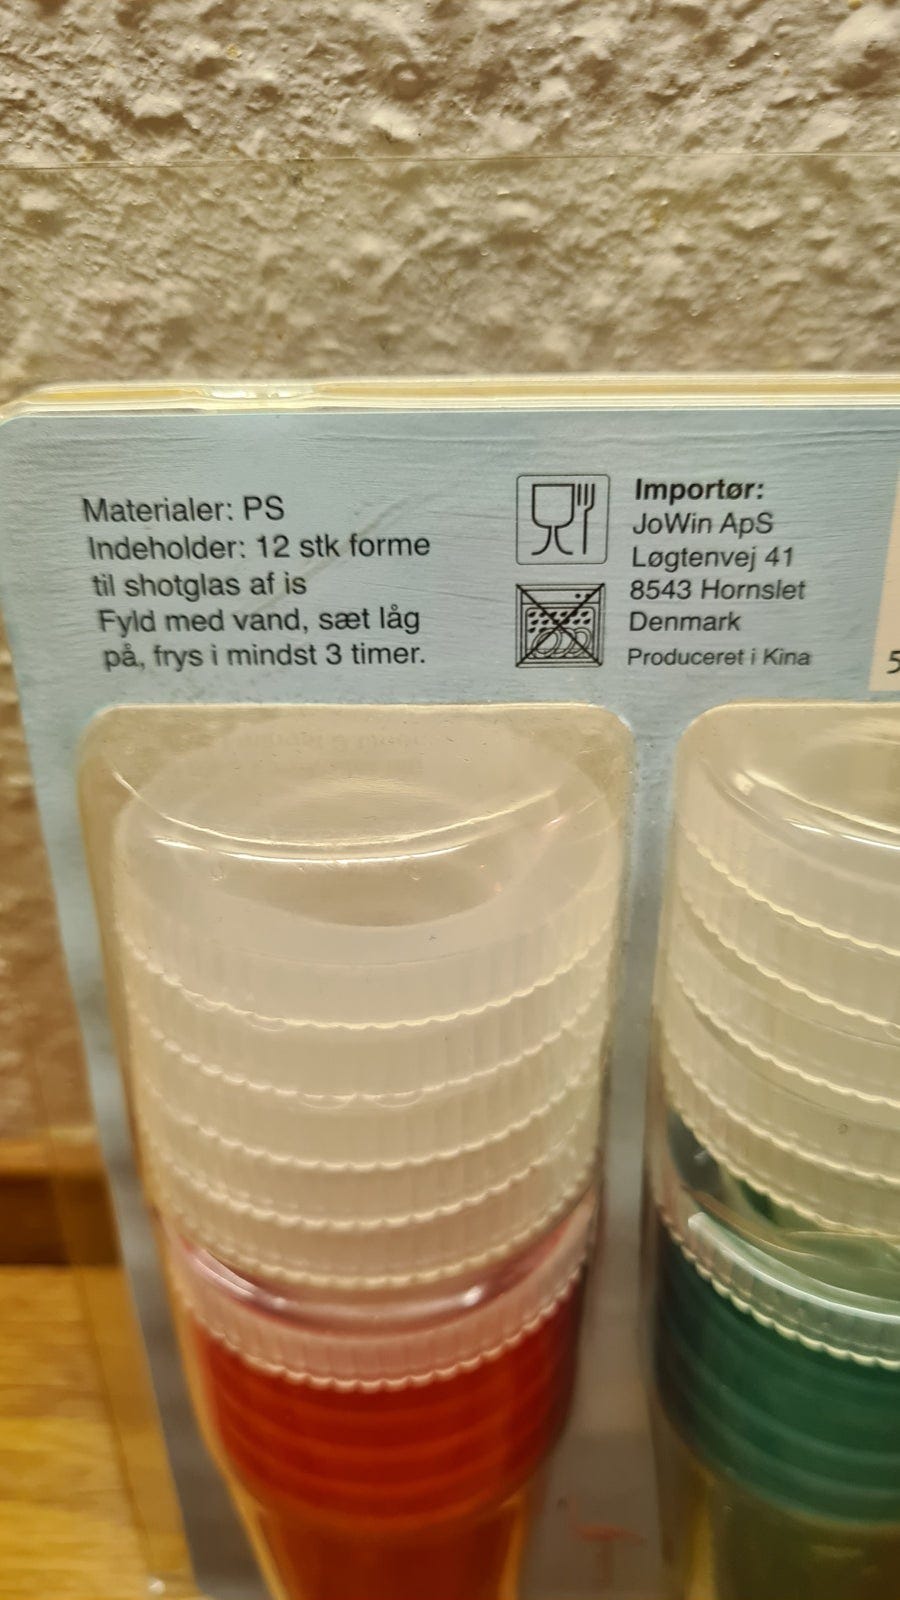 Materialer: PS
Indeholder: 12 stk forme
til shotglas af is
Fyld med vand, sæt låg
på, frys i mindst 3 timer.
Importør:
JoWin ApS
Løgtenvej 41
8543 Hornslet
Denmark
Produceret i Kina
5